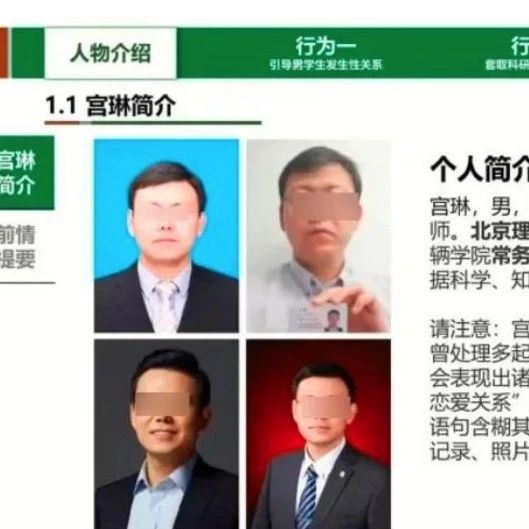 人物介绍
行为一
引导男学生发生性关系
行
套取科研
1.1 宫琳简介
宫琳
简介
前情
提要
个人简介
宫琳，男，
师。北京理
辆学院常务
据科学、知
请注意：宫
曾处理多起
会表现出诸
恋爱关系”
语句含糊其
记录、照片